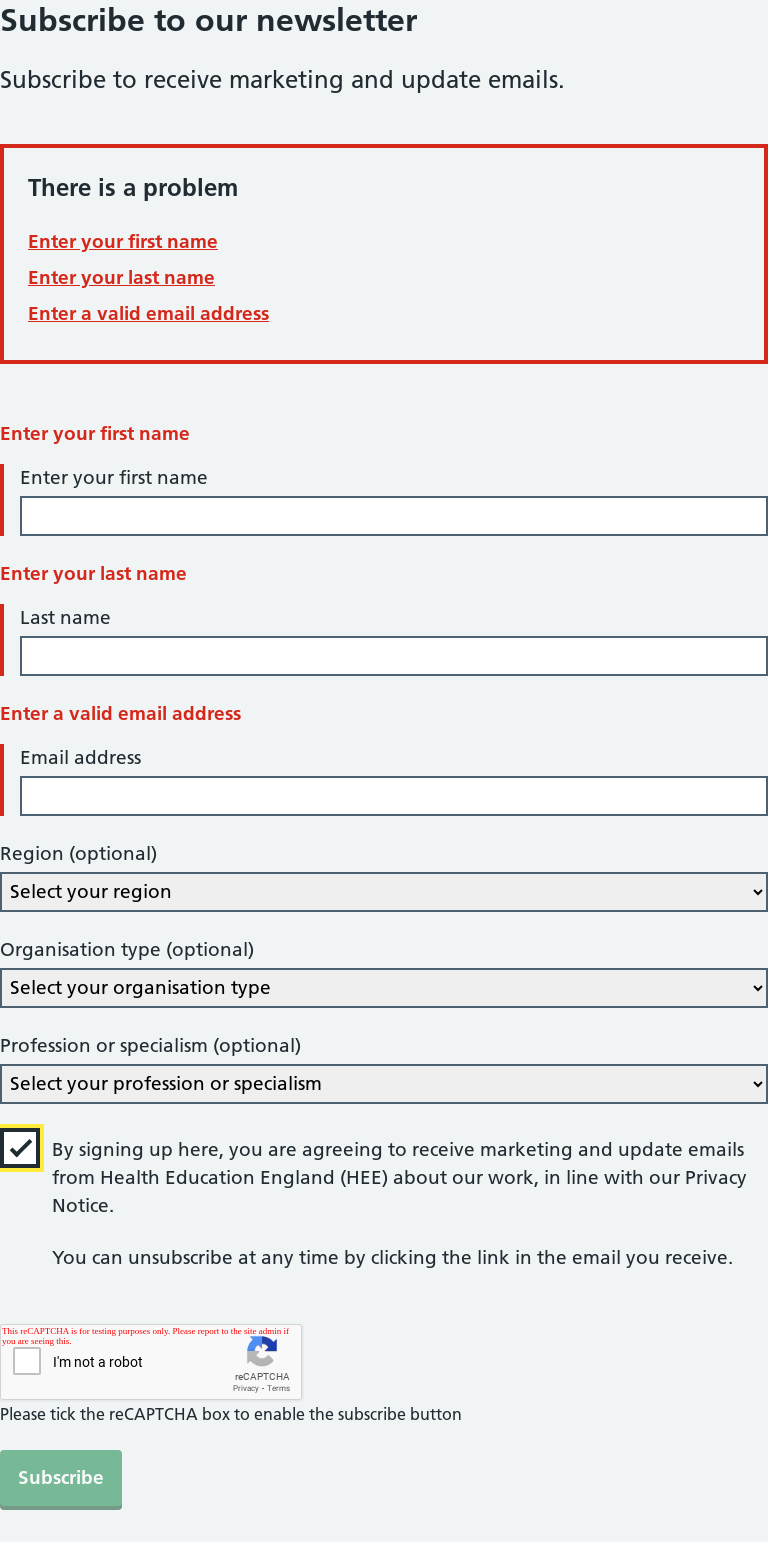 Subscribe to our newsletter
Subscribe to receive marketing and update emails.
There is a problem
Enter your first name
Enter your last name
Enter a valid email address
Enter your first name
Enter your first name
Enter your last name
Last name
Enter a valid email address
Email address
Region (optional)
Select your region
Organisation type (optional)
Select your organisation type
Profession or specialism (optional)
Select your profession or specialism
By signing up here, you are agreeing to receive marketing and update emails
from Health Education England (HEE) about our work, in line with our Privacy
Notice.
You can unsubscribe at any time by clicking the link in the email you receive.
This reCAPTCHA is for testing purposes only. Please report to the site admin if
you are seeing this.
I'm not a robot
reCAPTCHA
Privacy - Terms
Please tick the reCAPTCHA box to enable the subscribe button
Subscribe